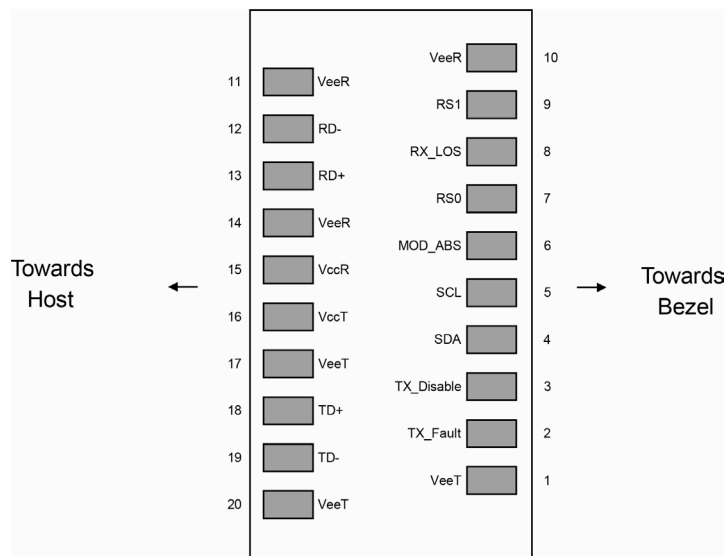 VeeR 10
11 VeeR
RS1 9
12 RD-
RX_LOS 8
13 RD+
RS0 7
14 VeeR
MOD_ABS 6
Towards
Host
15 VccR
Towards
Bezel
SCL 5
16 VccT
SDA 4
17 VeeT
TX_Disable 3
18 TD+
TX_Fault 2
19 TD-
VeeT 1
20 VeeT